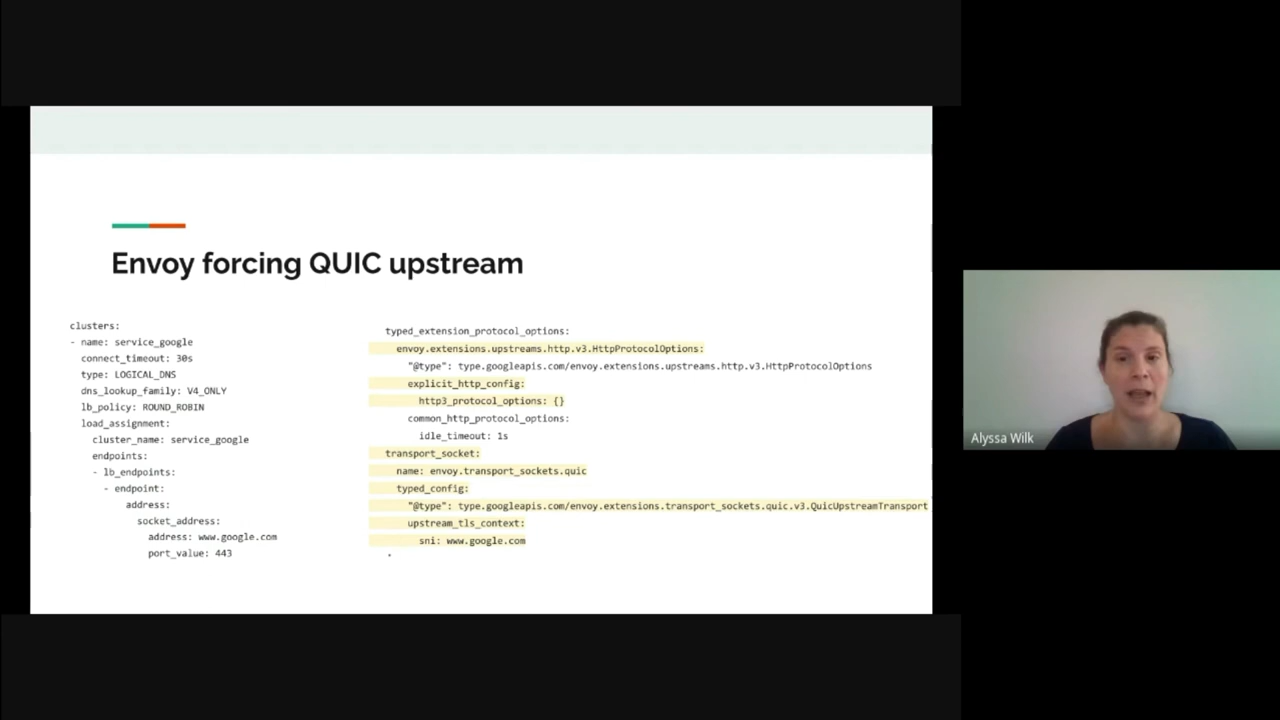 Envoy forcing QUIC upstream
clusters:
- name: service_google
connect_timeout: 30s
type: LOGICAL_DNS
dns_lookup_family: V4_ONLY
lb_policy: ROUND_ROBIN
load_assignment:
cluster_name: service_google
endpoints:
- lb_endpoints:
- endpoint:
address:
socket_address:
address: www.google.com
port_value: 443
typed_extension_protocol_options:
envoy.extensions.upstreams.http.v3.HttpProtocolOptions:
"@type": type.googleapis.com/envoy.extensions.upstreams.http.v3.HttpProtocolOptions
explicit_http_config:
http3_protocol_options: {}
common_http_protocol_options:
idle_timeout: 1s
transport_socket:
name: envoy.transport_sockets.quic
typed_config:
"@type": type.googleapis.com/envoy.extensions.transport_sockets.quic.v3.QuicUpstreamTransport
upstream_tls_context:
sni: www.google.com
Alyssa Wilk